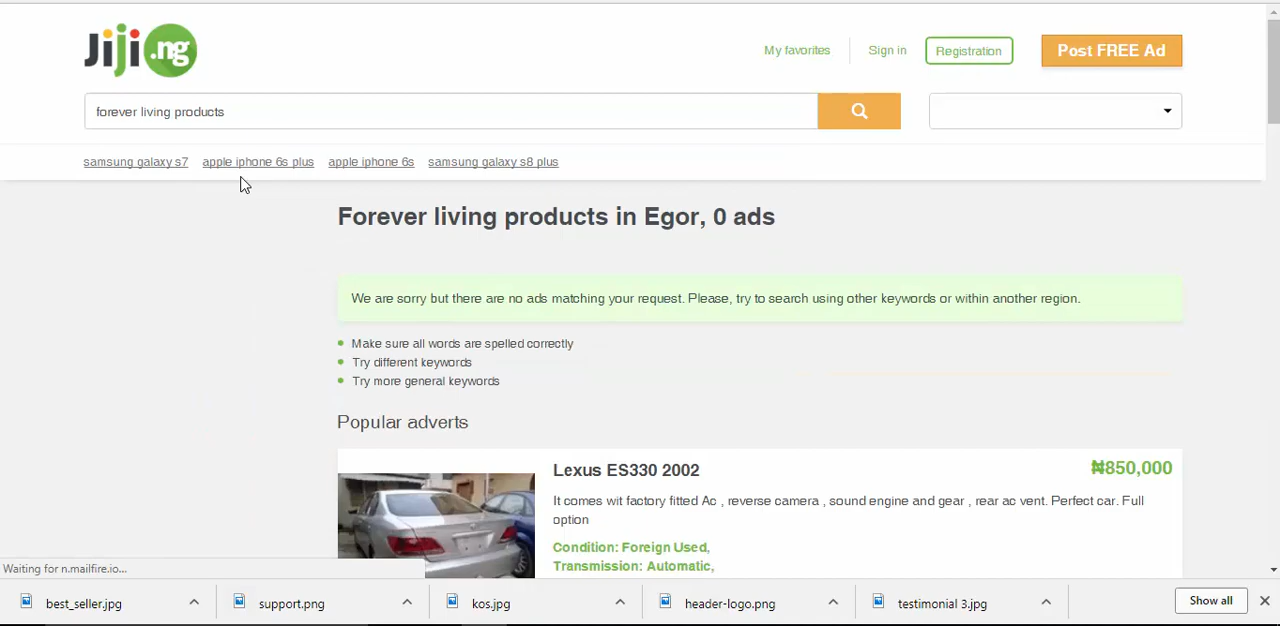 Jiji .ng
My favorites
Sign in
Registration
Post FREE Ad
forever living products
samsung galaxy s7 apple iphone 6s plus apple iphone 6s samsung galaxy s8 plus
Forever living products in Egor, 0 ads
We are sorry but there are no ads matching your request. Please, try to search using other keywords or within another region.
Make sure all words are spelled correctly
Try different keywords
Try more general keywords
Popular adverts
Lexus ES330 2002
₦850,000
It comes wit factory fitted Ac , reverse camera , sound engine and gear , rear ac vent. Perfect car. Full
option
Condition: Foreign Used,
Transmission: Automatic,
Waiting for n.mailfire.io...
best_seller.jpg
support.png
kos.jpg
header-logo.png
testimonial 3.jpg
Show all